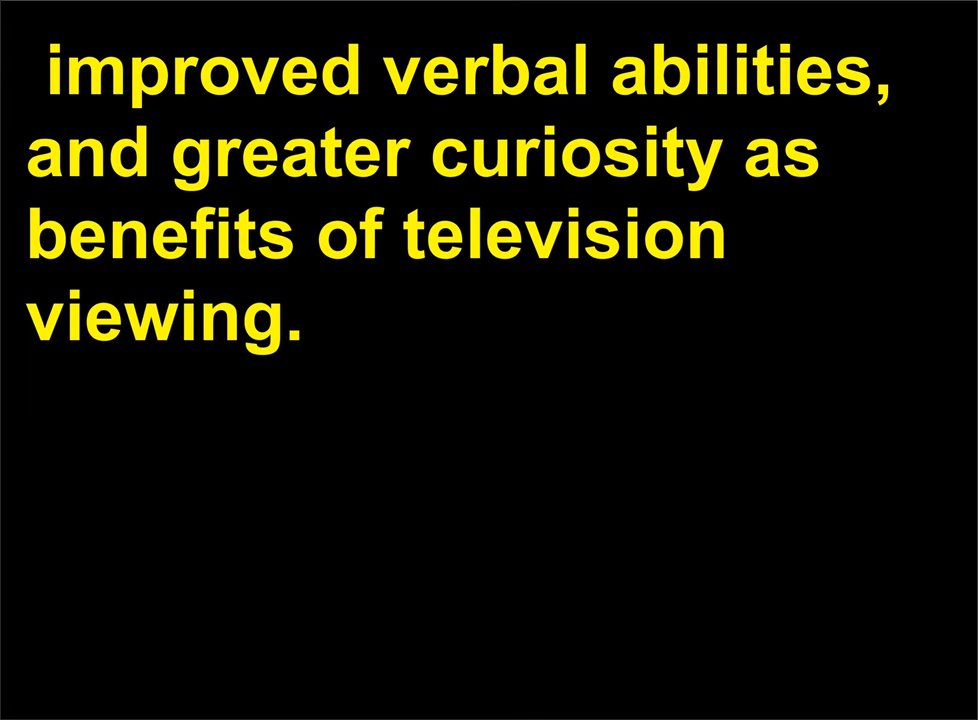 improved verbal abilities,
and greater curiosity as
benefits of television
viewing.